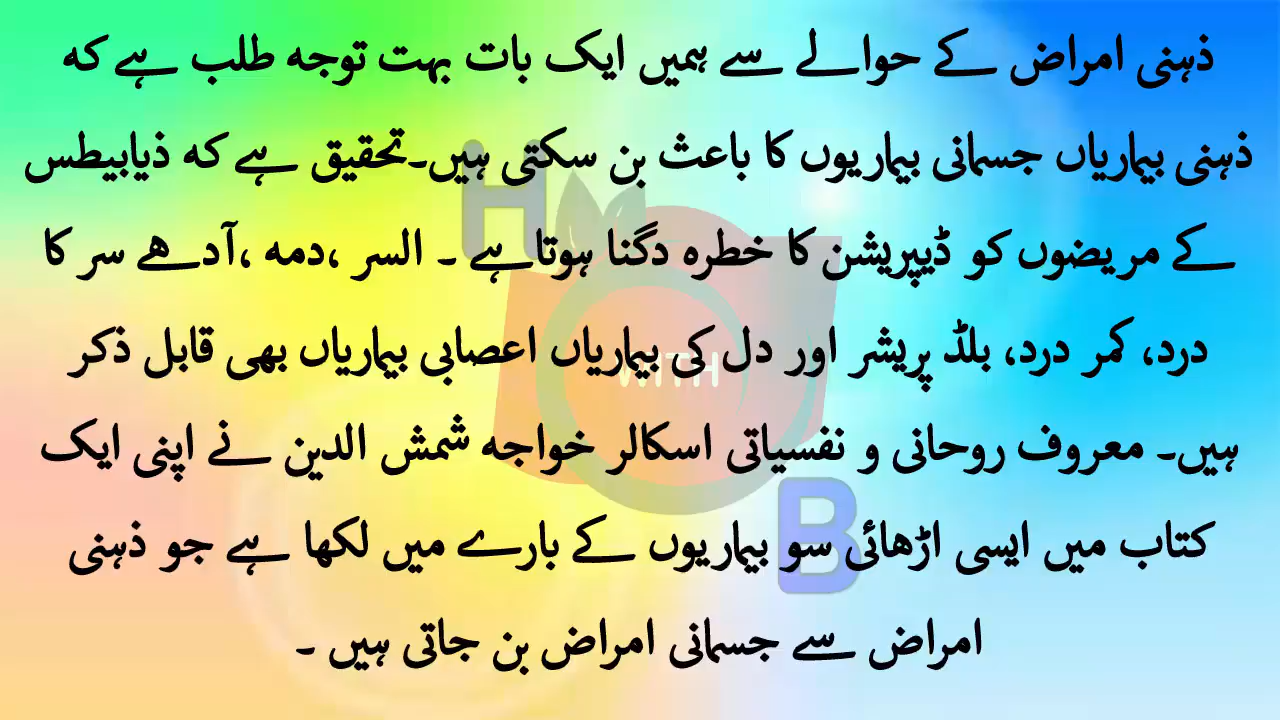 ذہنی امراض کے حوالے سے ہمیں ایک بات بہت توجہ طلب ہے کہ
ذہنی بیماریاں جسمانی بیماریوں کا باعث بن سکتی ہیں۔تحقیق ہے کہ ذیابیطس
کے مریضوں کو ڈیپریشن کا خطرہ دگنا ہوتاہے ۔ السر ،دمہ ،آدھے سر کا
درد، کمر درد، بلڈ پریشر اور دل کی بیماریاں اعصابی بیماریاں بھی قابل ذکر
ہیں۔ معروف روحانی و نفسیاتی اسکالر خواجہ شمش الدین نے اپنی ایک
کتاب میں ایسی اڑھائی سو بیماریوں کے بارے میں لکھا ہے جو ذہنی
امراض سے جسمانی امراض بن جاتی ہیں ۔
H
WITH
B